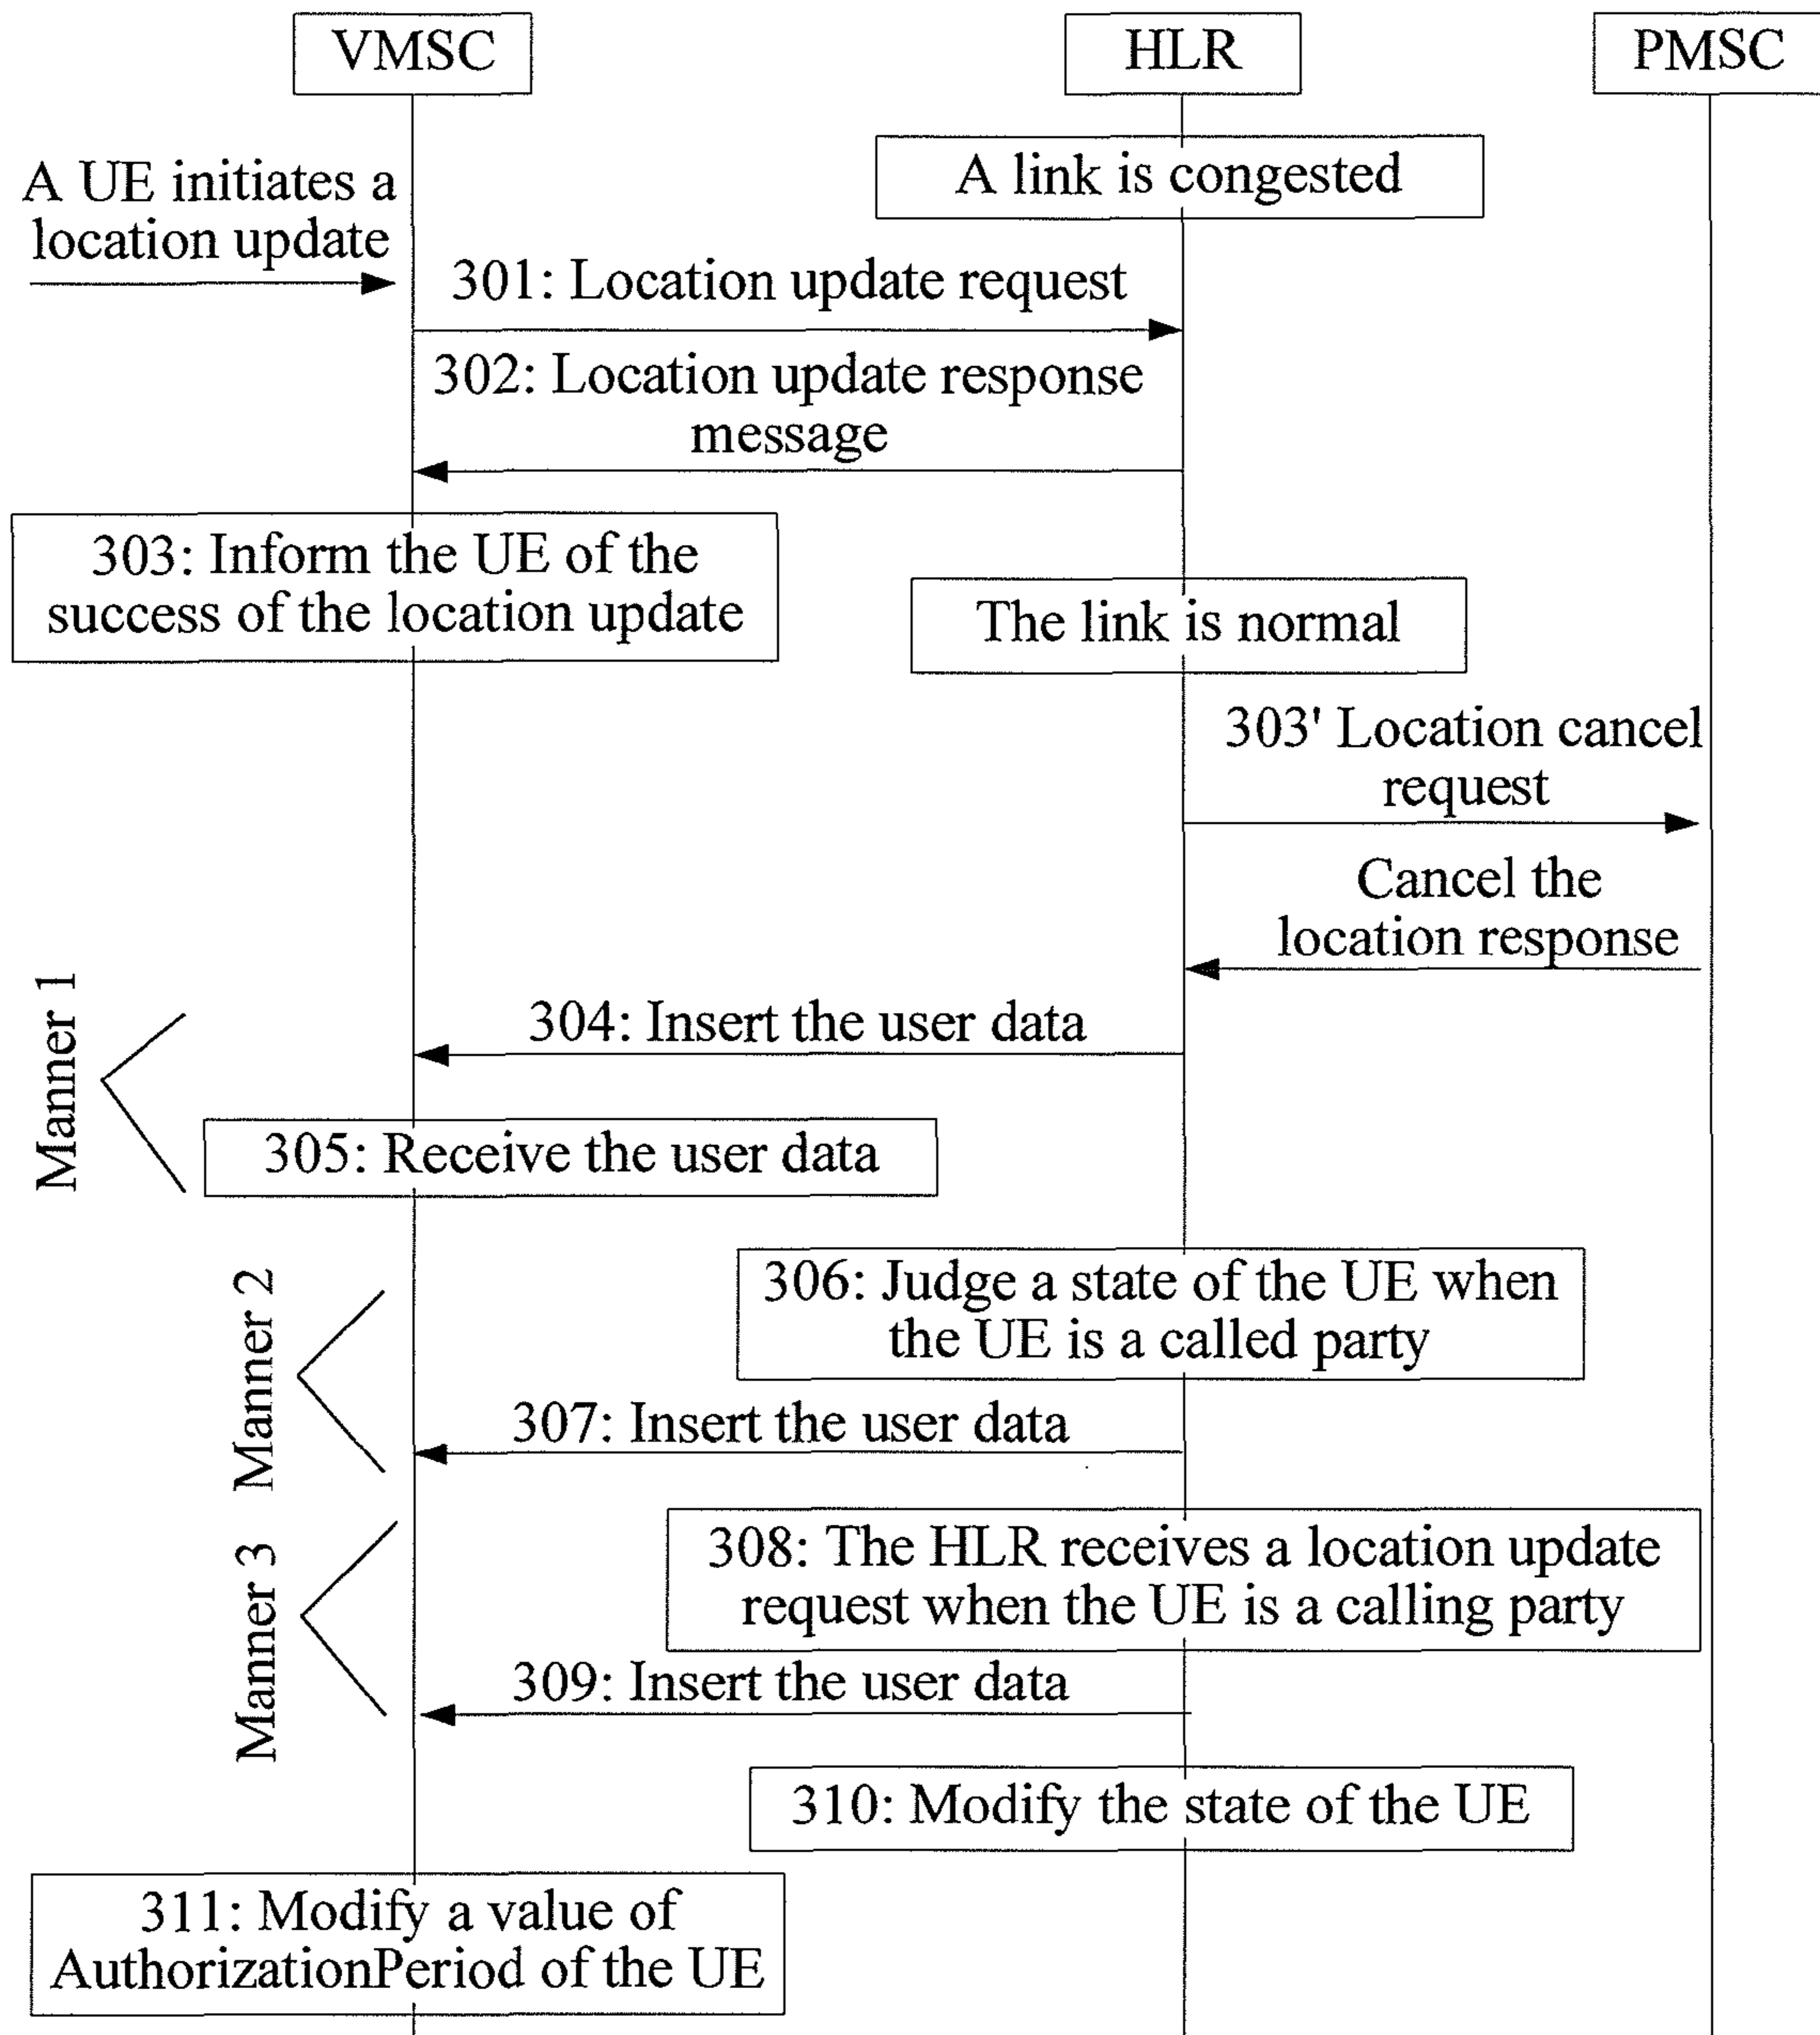 VMSC
HLR
PMSC
A link is congested
A UE initiates a
location update
301: Location update request
302: Location update response
message
303: Inform the UE of the
success of the location update
The link is normal
303' Location cancel
request
Cancel the
location response
Manner 1
304: Insert the user data
305: Receive the user data
Manner 2
306: Judge a state of the UE when
the UE is a called party
307: Insert the user data
Manner 3
308: The HLR receives a location update
request when the UE is a calling party
309: Insert the user data
310: Modify the state of the UE
311: Modify a value of
AuthorizationPeriod of the UE